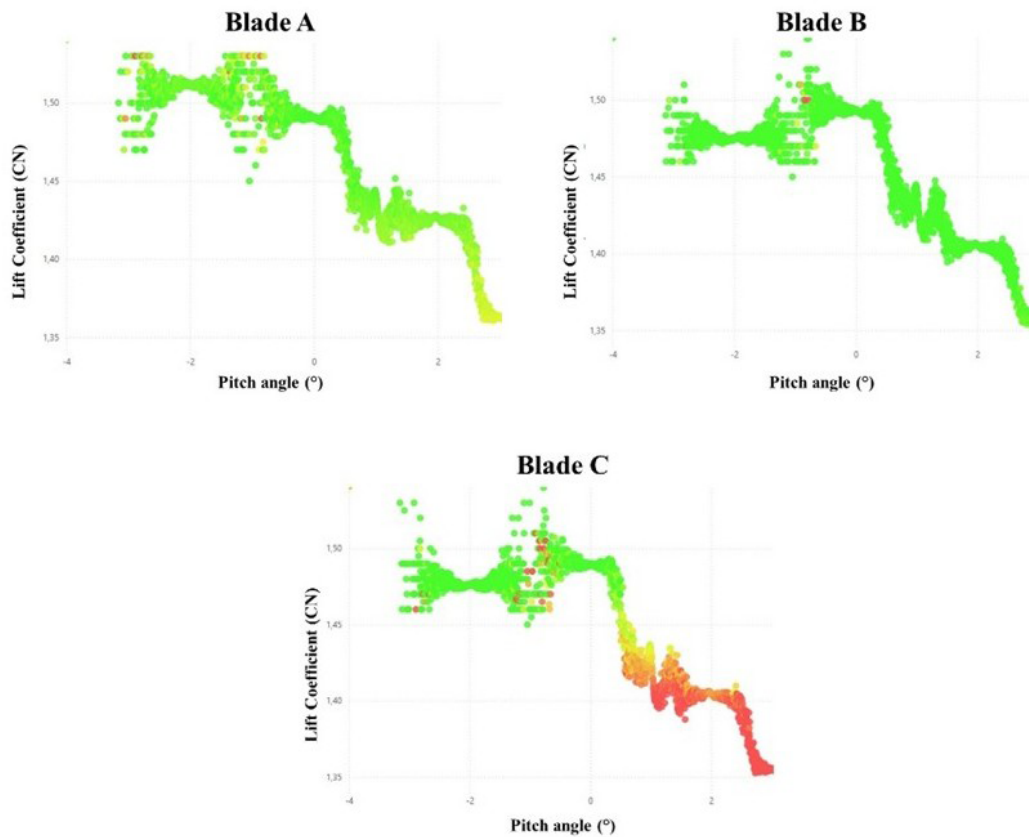 Blade A
Lift Coefficient (CN)
1,50
1,45
1,40
1,35
-4
-2
0
2
Pitch angle (°)
Blade B
Lift Coefficient (CN)
1,50
1,45
1,40
1,35
-4
-2
0
2
Pitch angle (°)
Blade C
Lift Coefficient (CN)
1,50
1,45
1,40
1,35
-4
-2
0
2
Pitch angle (°)